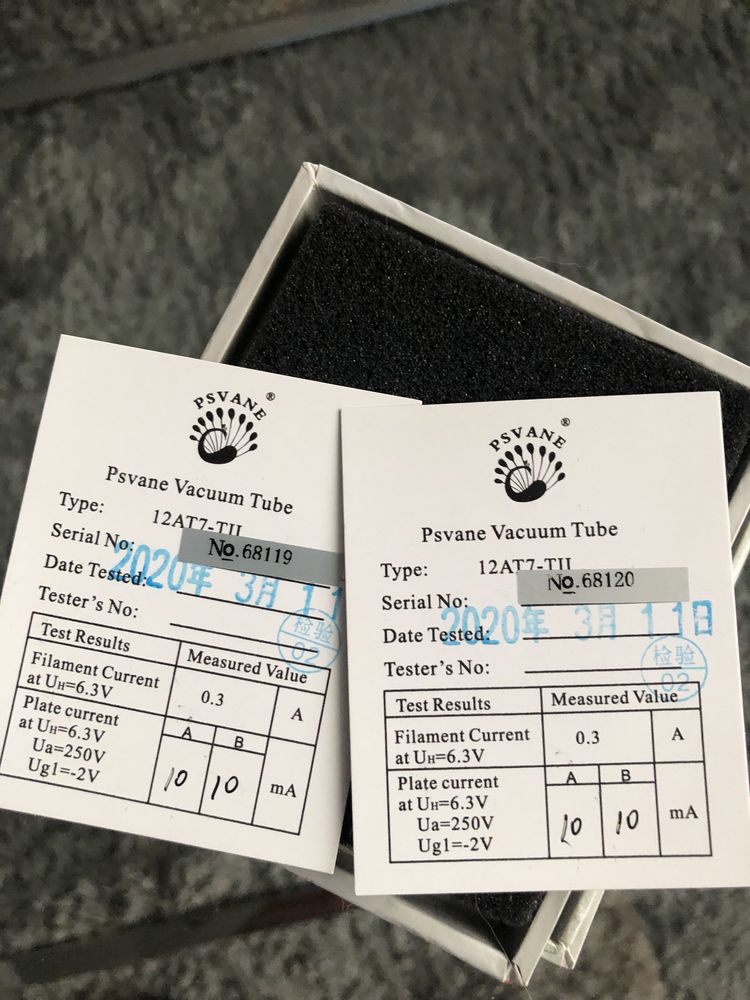 PSVANE®
Psvane Vacuum Tube
Type: 12AT7-TII
Serial No: No.68119
Date Tested: 2020年 3月 11
Tester's No:
检验
02
Test Results Measured Value
Filament Current
at UH=6.3V
0.3 A
Plate current
at UH=6.3V
Ua=250V
Ug1=-2V
A B
10 10 mA
PSVANE®
Psvane Vacuum Tube
Type: 12AT7-TII
Serial No: No.68120
Date Tested: 2020年 3月 11日
Tester's No:
检验
02
Test Results Measured Value
Filament Current
at UH=6.3V
0.3 A
Plate current
at UH=6.3V
Ua=250V
Ug1=-2V
A B
10 10 mA